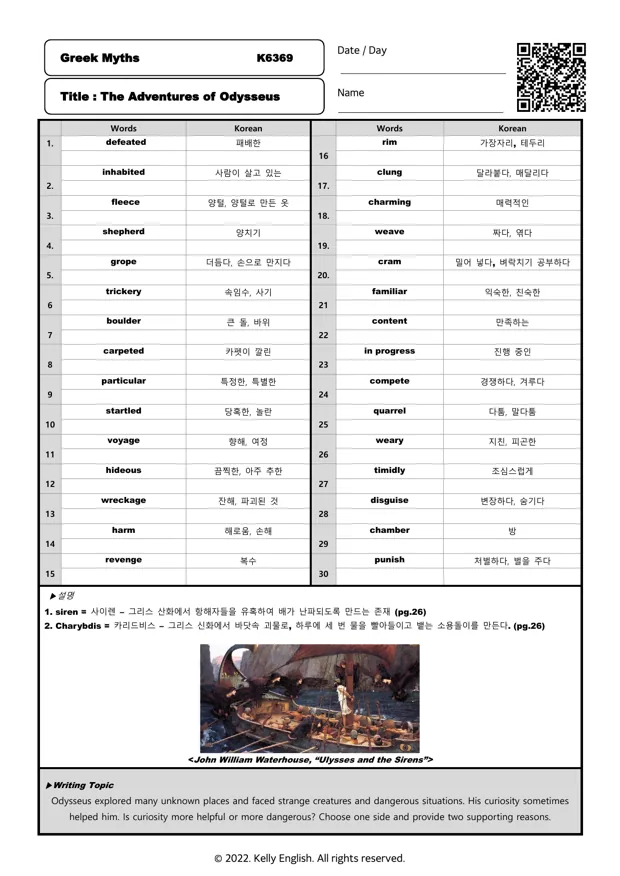 Greek Myths K6369
Title : The Adventures of Odysseus
Date / Day
Name
Words Korean Words Korean
1. defeated 패배한
16 rim 가장자리, 테두리
2. inhabited 사람이 살고 있는
17. clung 달라붙다, 매달리다
3. fleece 양털, 양털로 만든 옷
18. charming 매력적인
4. shepherd 양치기
19. weave 짜다, 엮다
5. grope 더듬다, 손으로 만지다
20. cram 밀어 넣다, 벼락치기 공부하다
6 trickery 속임수, 사기
21 familiar 익숙한, 친숙한
7 boulder 큰 돌, 바위
22 content 만족하는
8 carpeted 카펫이 깔린
23 in progress 진행 중인
9 particular 특정한, 특별한
24 compete 경쟁하다, 겨루다
10 startled 당혹한, 놀란
25 quarrel 다툼, 말다툼
11 voyage 항해, 여정
26 weary 지친, 피곤한
12 hideous 끔찍한, 아주 추한
27 timidly 조심스럽게
13 wreckage 잔해, 파괴된 것
28 disguise 변장하다, 숨기다
14 harm 해로움, 손해
29 chamber 방
15 revenge 복수
30 punish 처벌하다, 벌을 주다
▶설명
1. siren = 사이렌 – 그리스 신화에서 항해자들을 유혹하여 배가 난파되도록 만드는 존재 (pg.26)
2. Charybdis = 카리드비스 – 그리스 신화에서 바닷속 괴물로, 하루에 세 번 물을 빨아들이고 뱉는 소용돌이를 만든다. (pg.26)
<John William Waterhouse, “Ulysses and the Sirens”>
▶Writing Topic
Odysseus explored many unknown places and faced strange creatures and dangerous situations. His curiosity sometimes
helped him. Is curiosity more helpful or more dangerous? Choose one side and provide two supporting reasons.
© 2022. Kelly English. All rights reserved.